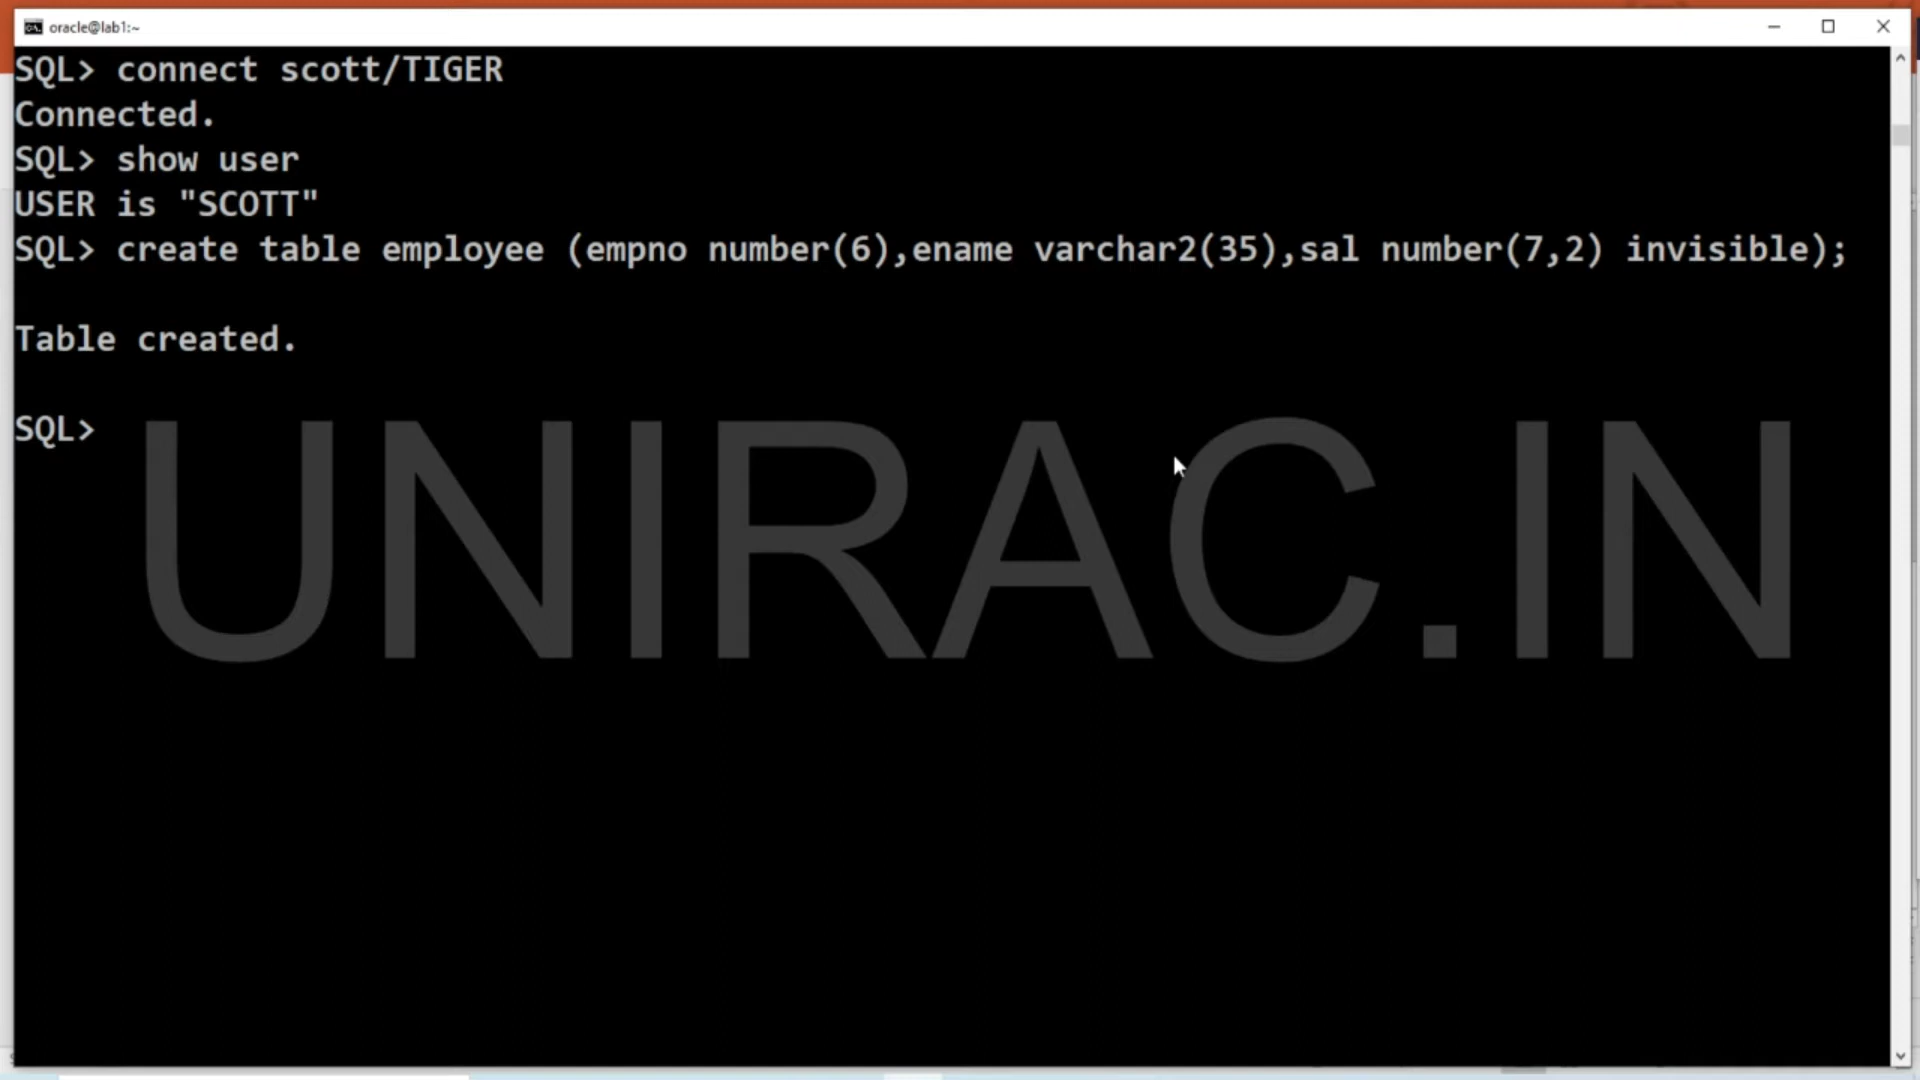 oracle@lab1:~
SQL> connect scott/TIGER
Connected.
SQL> show user
USER is "SCOTT"
SQL> create table employee (empno number(6),ename varchar2(35),sal number(7,2) invisible);
Table created.
SQL>
UNIRAC.IN